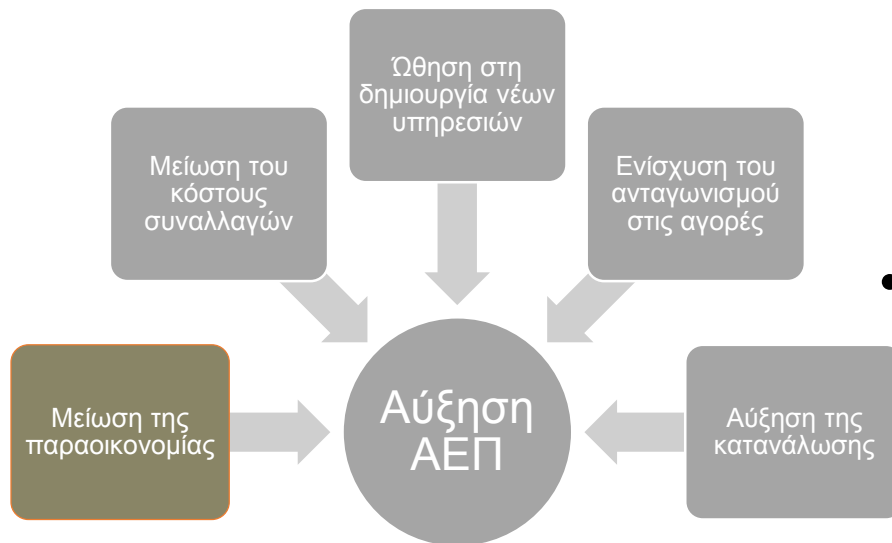 Ώθηση στη
δημιουργία νέων
υπηρεσιών
Μείωση του
κόστους
συναλλαγών
Ενίσχυση του
ανταγωνισμού
στις αγορές
Μείωση της
παραοικονομίας
Αύξηση
ΑΕΠ
Αύξηση της
κατανάλωσης